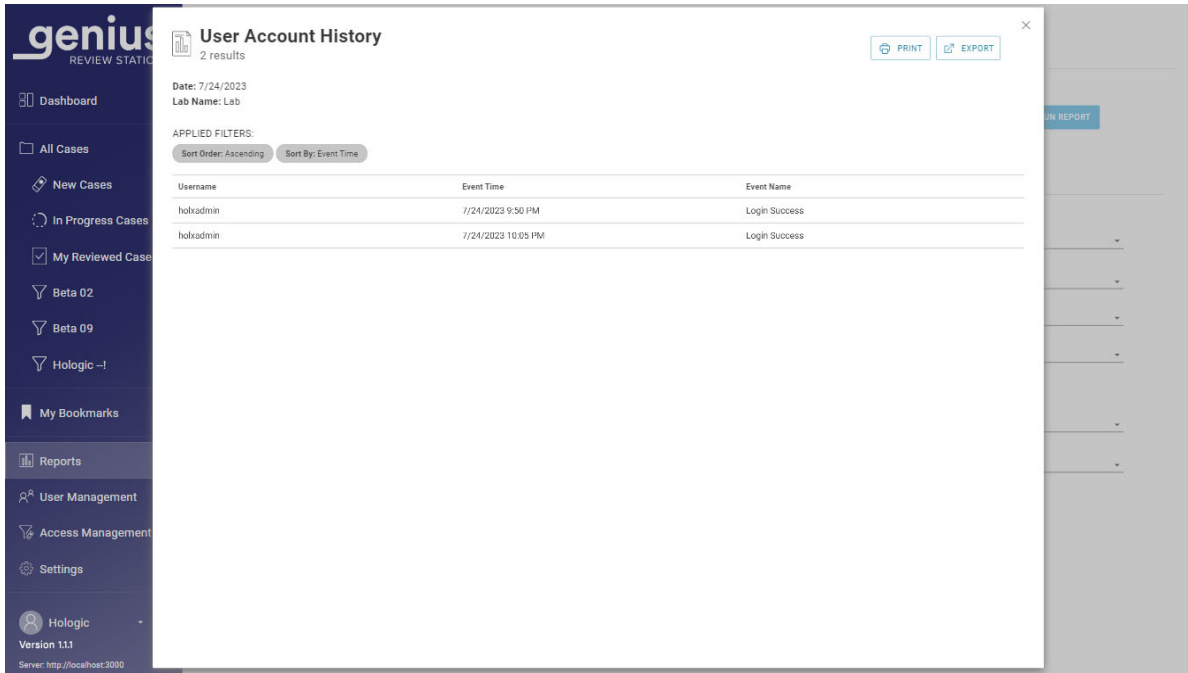 genius
REVIEW STATIO
Dashboard
All Cases
New Cases
In Progress Cases
My Reviewed Case
Beta 02
Beta 09
Hologic --!
My Bookmarks
Reports
User Management
Access Management
Settings
Hologic
Version 1.1.1
Server: http://localhost:3000
User Account History
2 results
PRINT EXPORT
Date: 7/24/2023
Lab Name: Lab
APPLIED FILTERS:
Sort Order: Ascending Sort By: Event Time
Username Event Time Event Name
holxadmin 7/24/2023 9:50 PM Login Success
holxadmin 7/24/2023 10:05 PM Login Success
UN REPORT